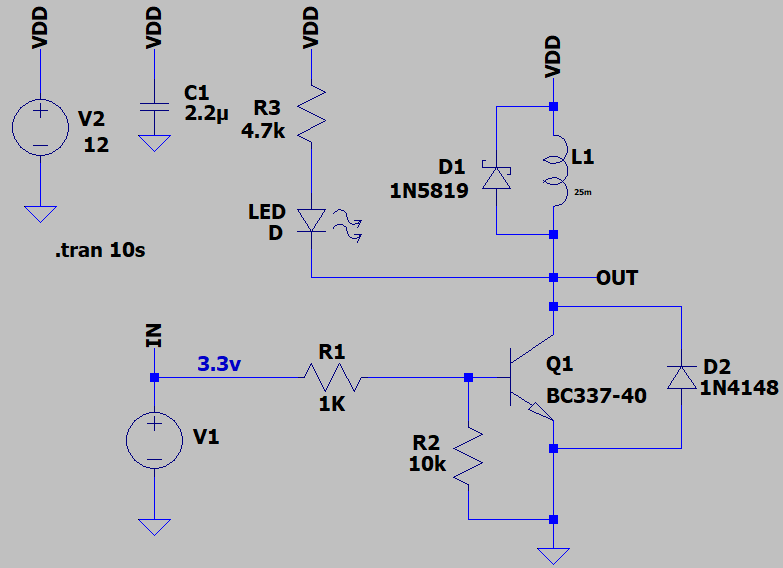 VDD
VDD
VDD
VDD
V2
12
C1
2.2µ
R3
4.7k
D1
1N5819
L1
25m
LED
D
.tran 10s
OUT
IN
3.3v
R1
1K
Q1
BC337-40
D2
1N4148
V1
R2
10k